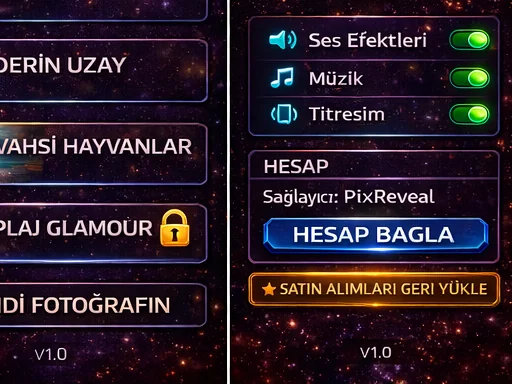 DERİN UZAY
VAHSİ HAYVANLAR
PLAJ GLAMOUR
NDİ FOTOĞRAFIN
V1.0
Ses Efektleri
Müzik
Titresim
HESAP
Sağlayıcı: PixReveal
HESAP BAGLA
SATIN ALIMLARI GERI YÜKLE
V1.0